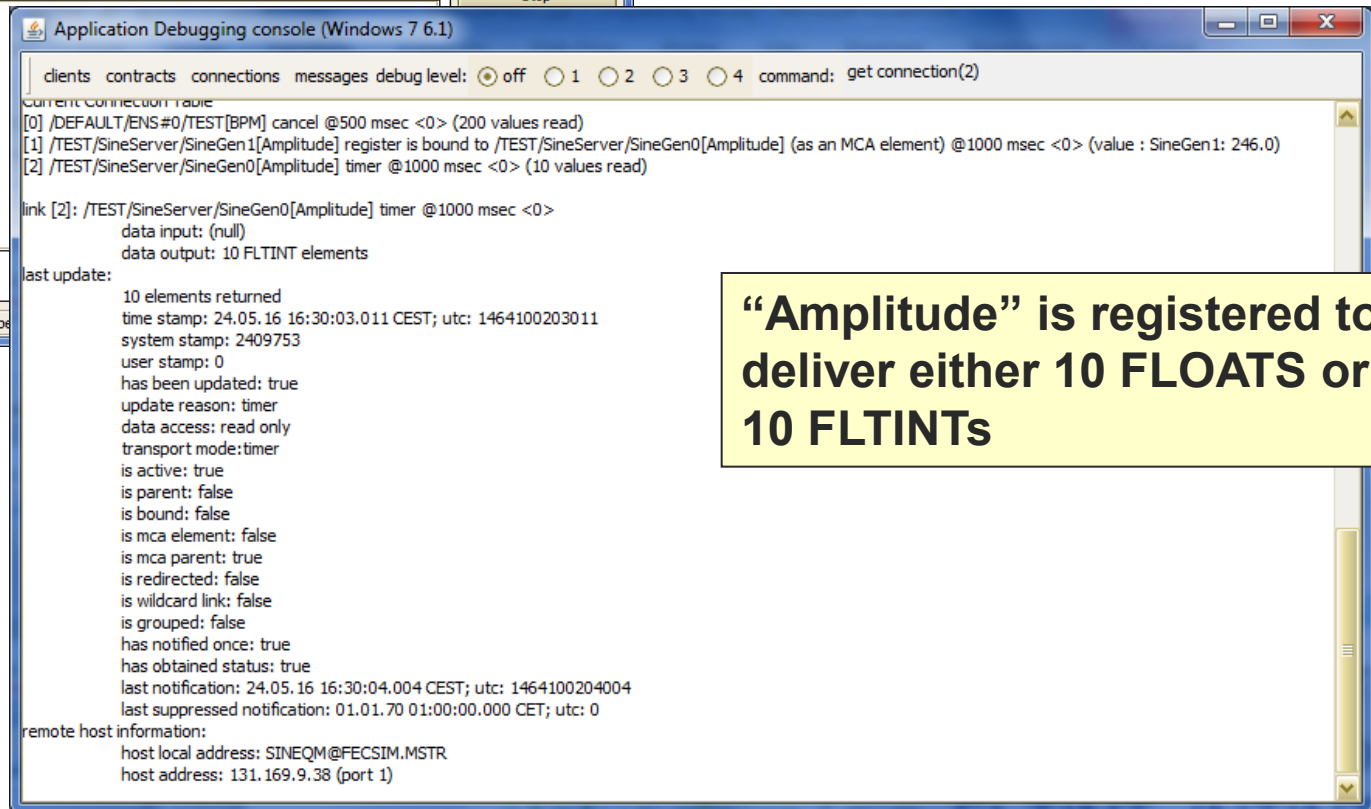 Application Debugging console (Windows 7 6.1)
clients contracts connections messages debug level: off 1 2 3 4 command: get connection(2)
Current Connection Table
[0] /DEFAULT/ENS#0/TEST[BPM] cancel @500 msec <0> (200 values read)
[1] /TEST/SineServer/SineGen1[Amplitude] register is bound to /TEST/SineServer/SineGen0[Amplitude] (as an MCA element) @1000 msec <0> (value : SineGen1: 246.0)
[2] /TEST/SineServer/SineGen0[Amplitude] timer @1000 msec <0> (10 values read)
link [2]: /TEST/SineServer/SineGen0[Amplitude] timer @1000 msec <0>
data input: (null)
data output: 10 FLTINT elements
last update:
10 elements returned
time stamp: 24.05.16 16:30:03.011 CEST; utc: 1464100203011
system stamp: 2409753
user stamp: 0
has been updated: true
update reason: timer
data access: read only
transport mode:timer
is active: true
is parent: false
is bound: false
is mca element: false
is mca parent: true
is redirected: false
is wildcard link: false
is grouped: false
has notified once: true
has obtained status: true
last notification: 24.05.16 16:30:04.004 CEST; utc: 1464100204004
last suppressed notification: 01.01.70 01:00:00.000 CET; utc: 0
remote host information:
host local address: SINEQM@FECSIM.MSTR
host address: 131.169.9.38 (port 1)
“Amplitude” is registered to
deliver either 10 FLOATS or
10 FLTINTs